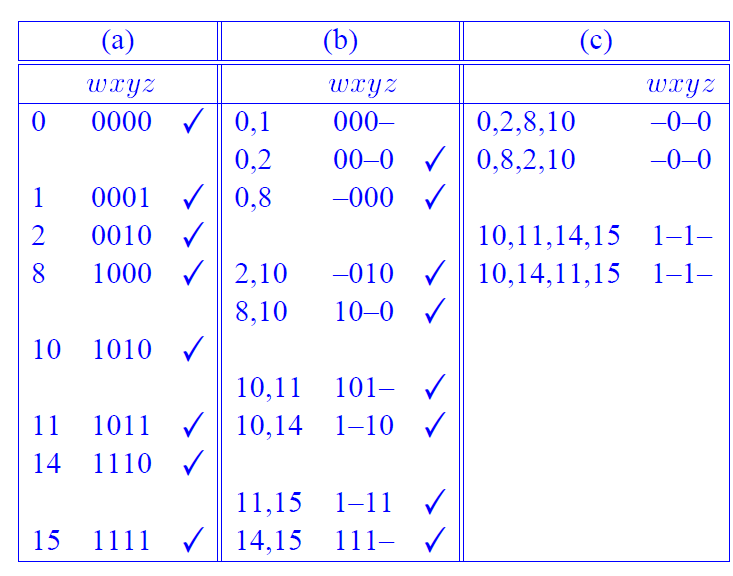 (a) (b) (c)
wxyz wxyz wxyz
0 0000 ✓ 0,1 000– 0,2,8,10 –0–0
0,2 00–0 ✓ 0,8,2,10 –0–0
1 0001 ✓ 0,8 –000 ✓
2 0010 ✓ 10,11,14,15 1–1–
8 1000 ✓ 2,10 –010 ✓ 10,14,11,15 1–1–
8,10 10–0 ✓
10 1010 ✓
10,11 101– ✓
11 1011 ✓ 10,14 1–10 ✓
14 1110 ✓
11,15 1–11 ✓
15 1111 ✓ 14,15 111– ✓